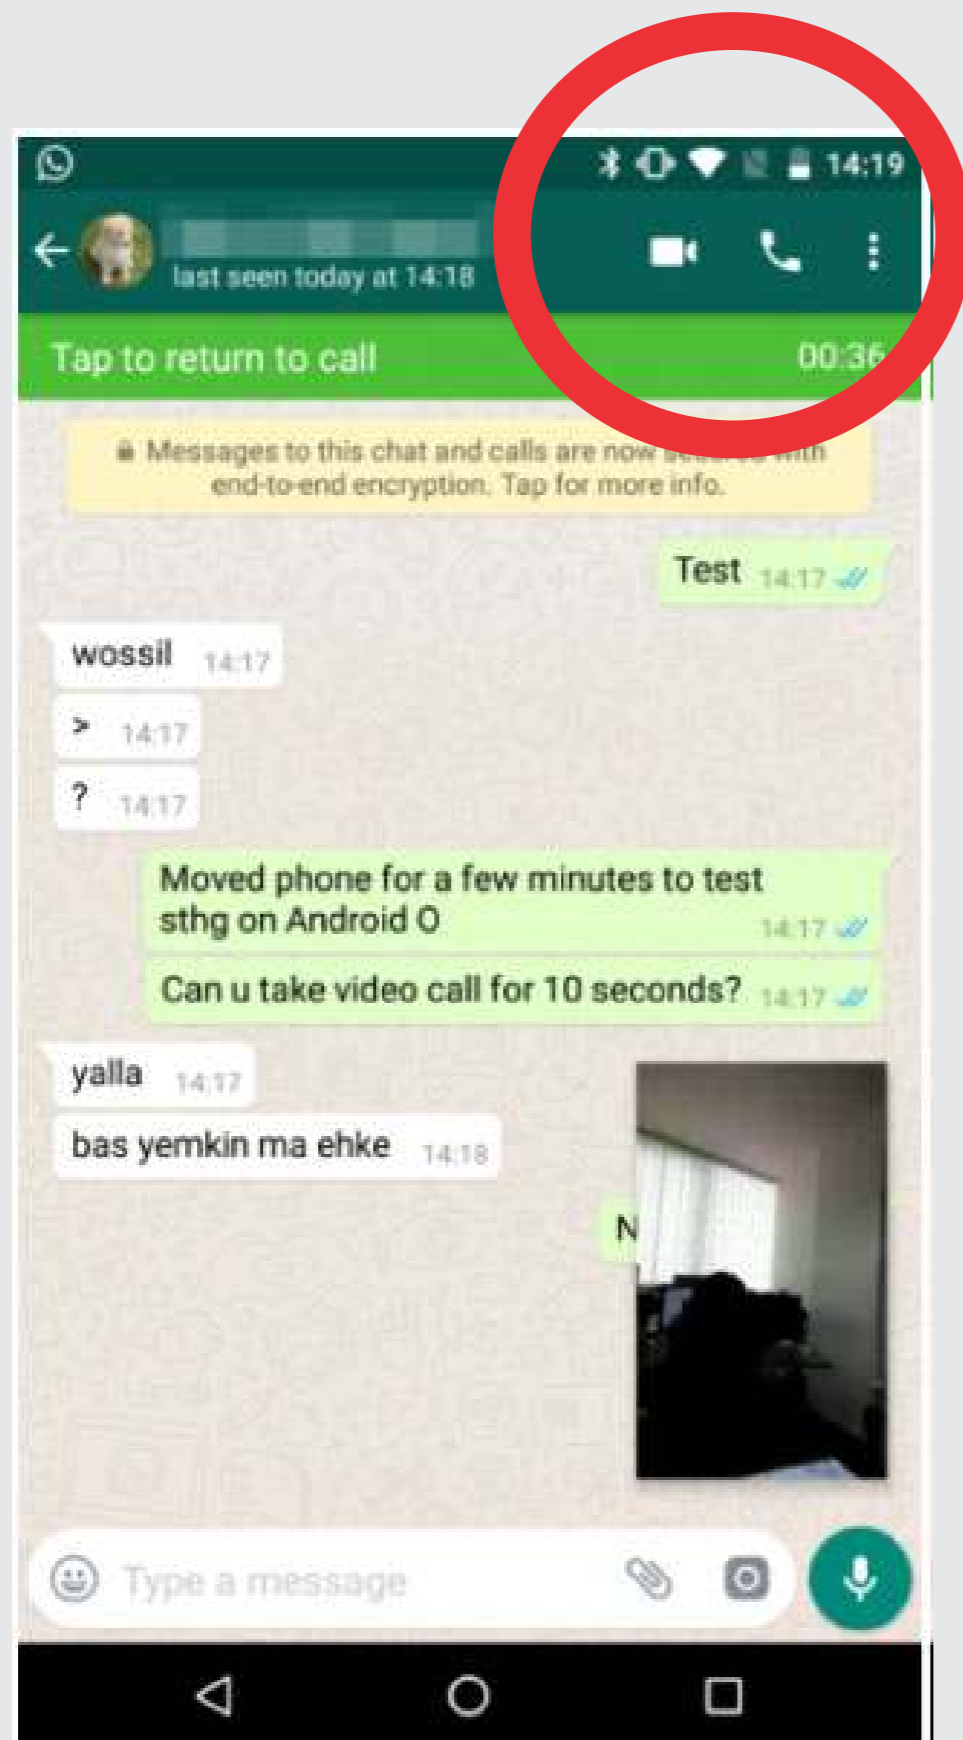 14:19
last seen today at 14:18
Tap to return to call 00:36
Messages to this chat and calls are now secured with
end-to-end encryption. Tap for more info.
Test 14:17
wossil 14:17
> 14:17
? 14:17
Moved phone for a few minutes to test
sthg on Android O 14:17
Can u take video call for 10 seconds? 14:17
yalla 14:17
bas yemkin ma ehke 14:18
N
Type a message